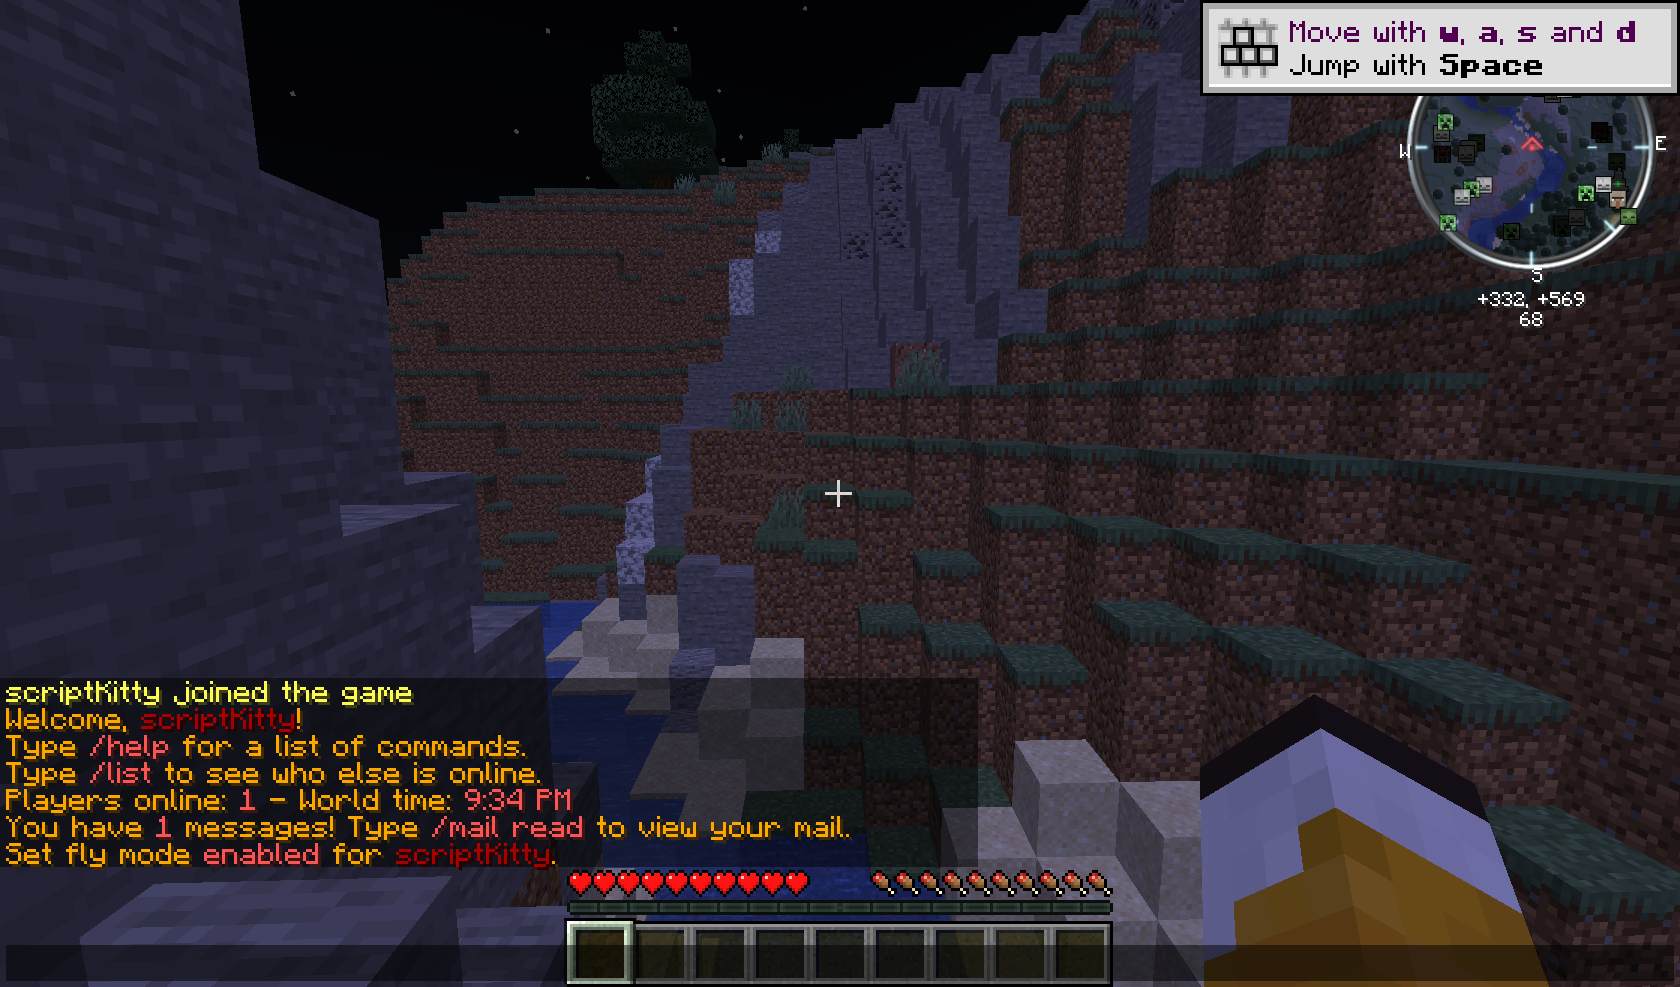 Move with w, a, s and d
Jump with Space
W
E
S
+332, +569
68
scriptKitty joined the game
Welcome, scriptKitty!
Type /help for a list of commands.
Type /list to see who else is online.
Players online: 1 - World time: 9:34 PM
You have 1 messages! Type /mail read to view your mail.
Set fly mode enabled for scriptKitty.